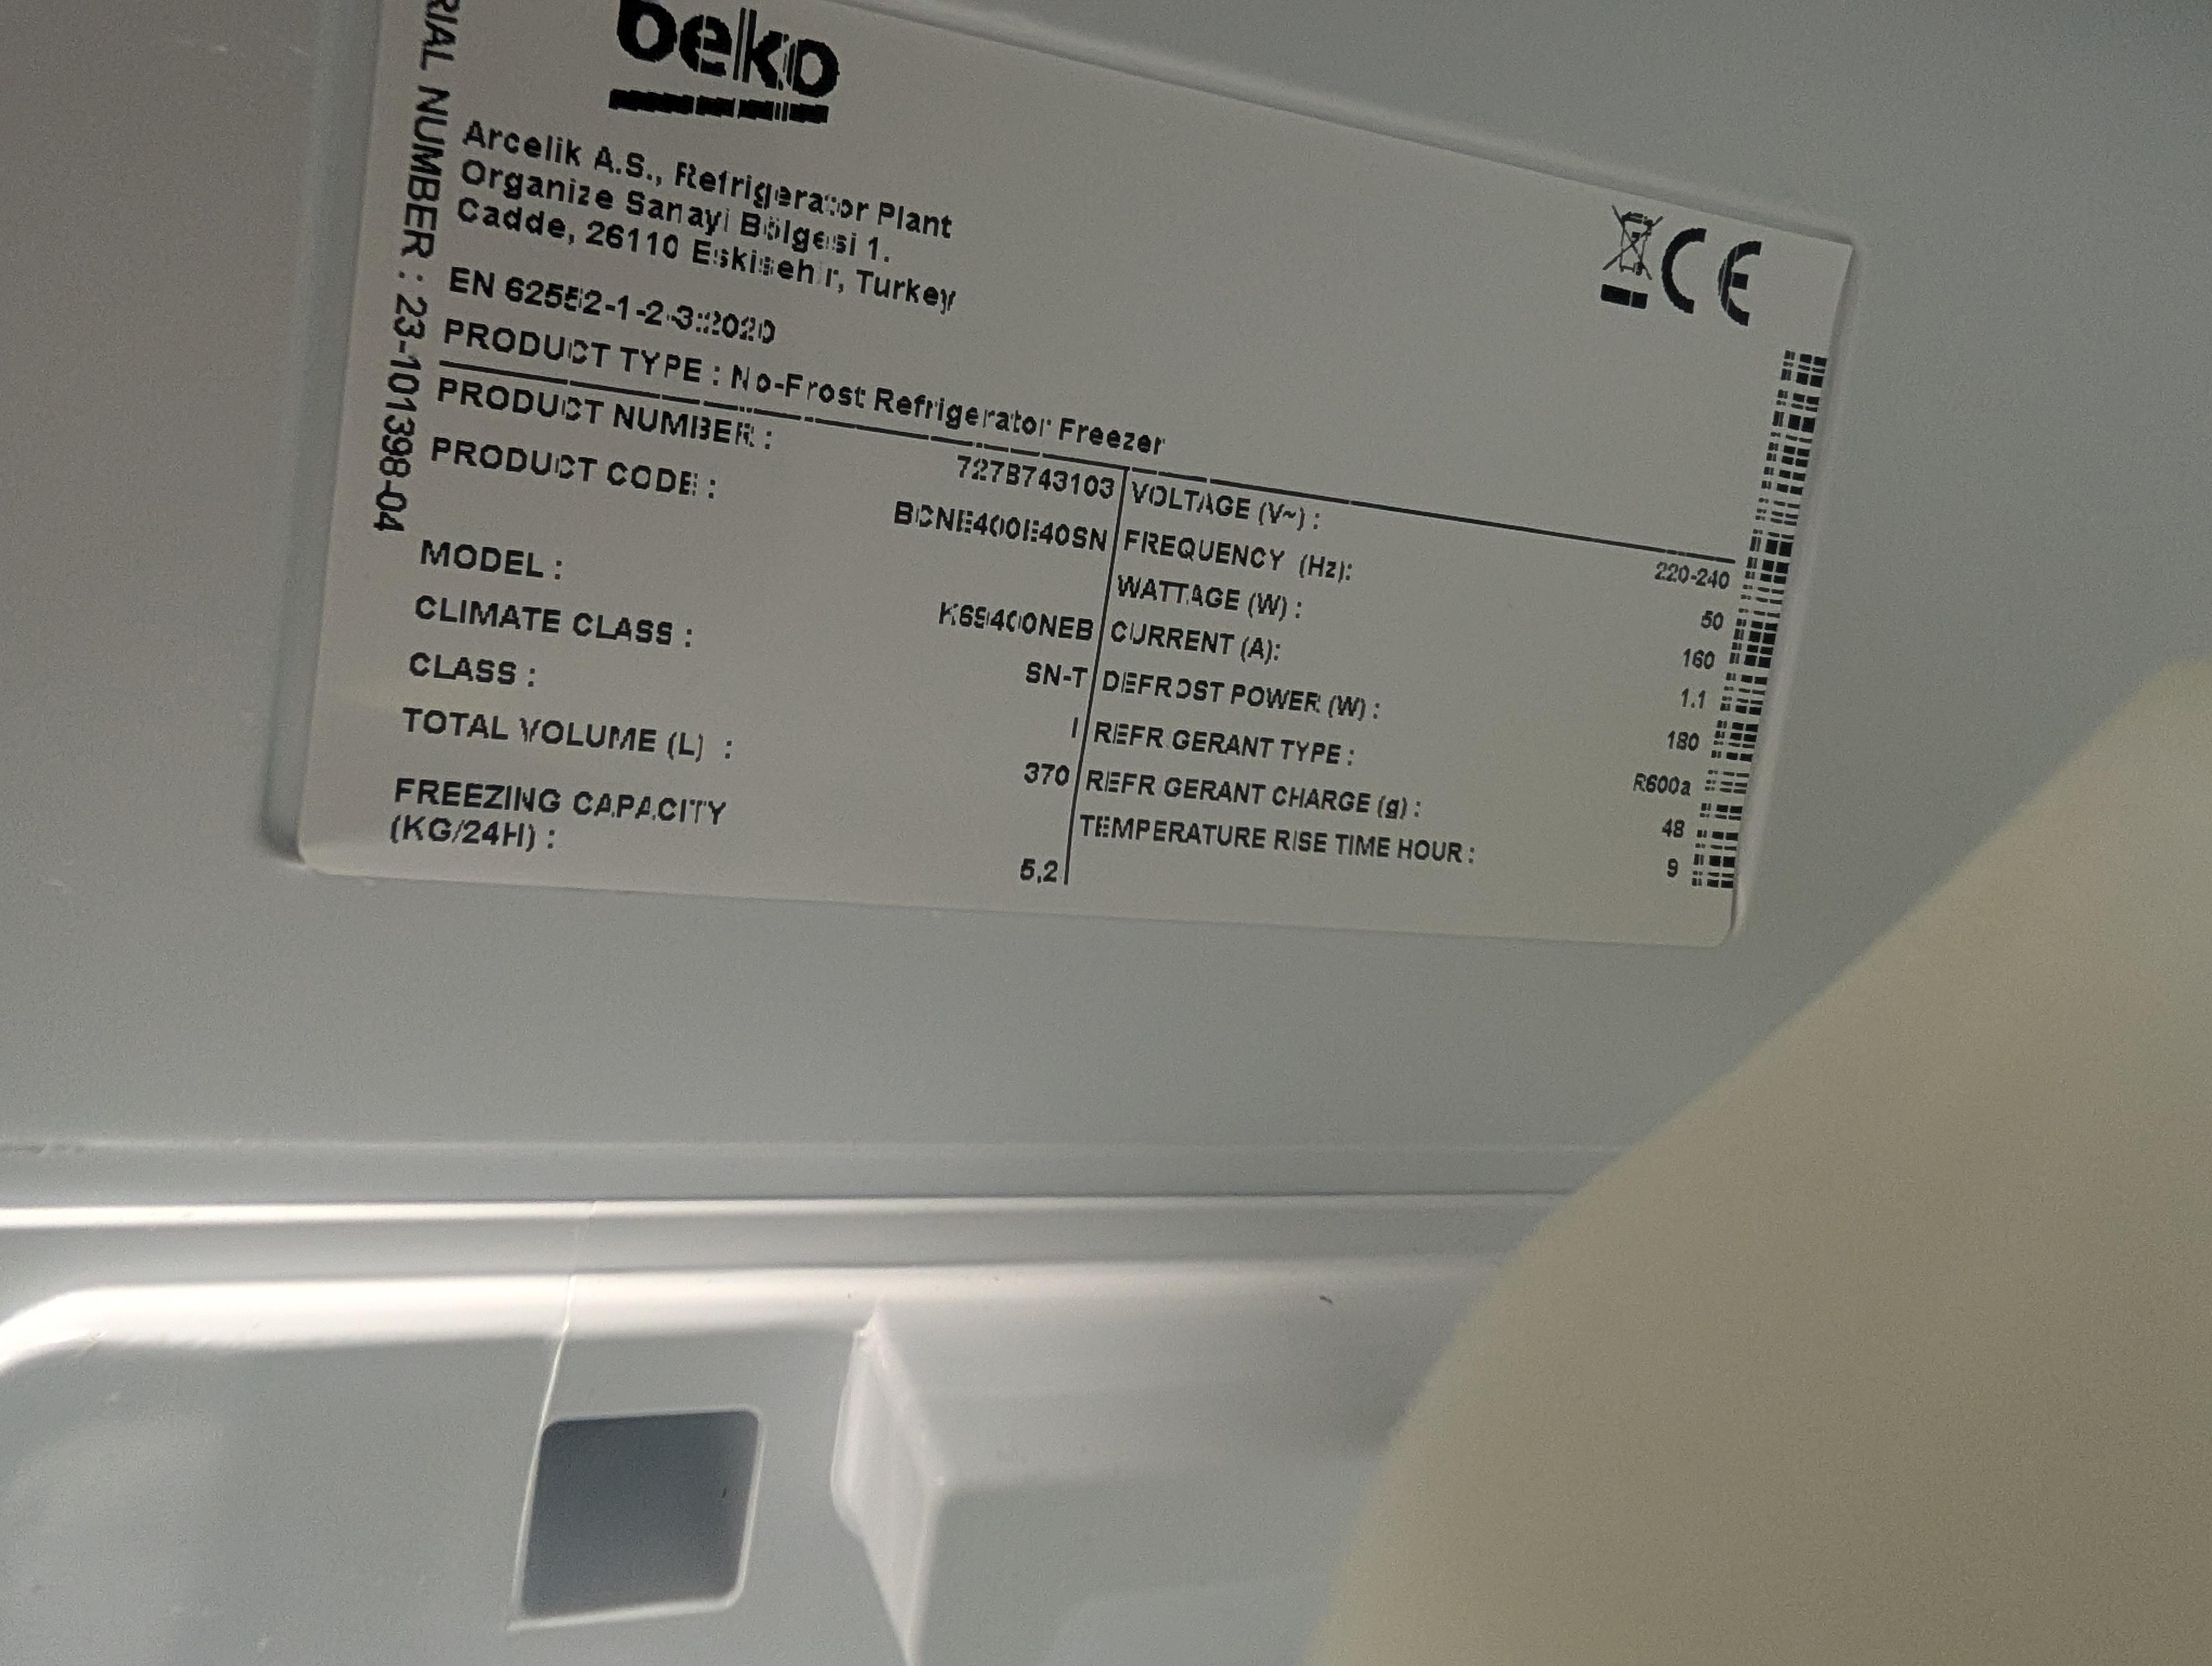 beko
Arcelik A.S., Refrigerator Plant
Organize Sanayi Bölgesi 1.
Cadde, 26110 Eskisehir, Turkey
EN 62552-1-2-3:2020
PRODUCT TYPE : No-Frost Refrigerator Freezer
PRODUCT NUMBER : 7278743103
PRODUCT CODE : BCNE400E40SN
MODEL : K69400NEB
CLIMATE CLASS : SN-T
CLASS : I
TOTAL VOLUME (L) : 370
FREEZING CAPACITY
(KG/24H) : 5,2
VOLTAGE (V~) : 220-240
FREQUENCY (Hz): 50
WATTAGE (W) : 160
CURRENT (A): 1.1
DEFROST POWER (W) : 180
REFRIGERANT TYPE : R600a
REFRIGERANT CHARGE (g) : 48
TEMPERATURE RISE TIME HOUR : 9
CE
NUMBER : 23-101398-04